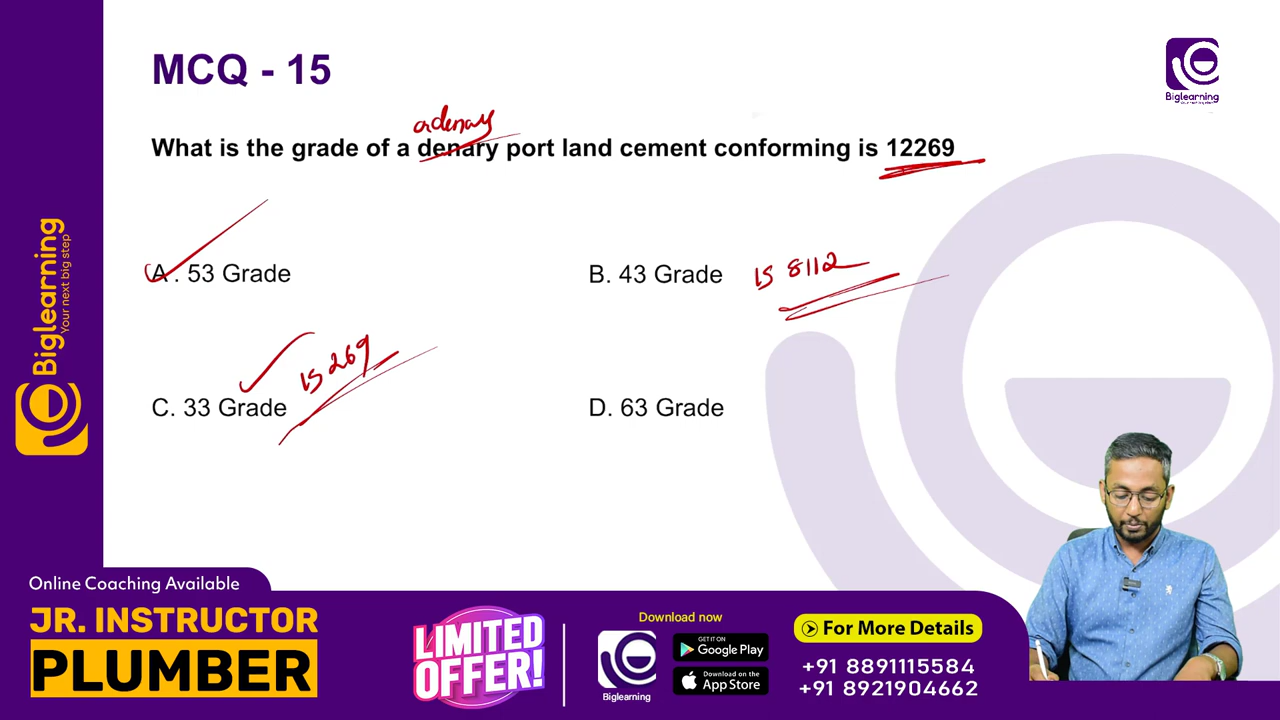 MCQ - 15
Biglearning
ordenary
What is the grade of a denary port land cement conforming is 12269
A . 53 Grade
B. 43 Grade
IS 8112
C. 33 Grade
IS 269
D. 63 Grade
Biglearning
Your next big step
Online Coaching Available
JR. INSTRUCTOR
PLUMBER
LIMITED
OFFER!
Download now
Biglearning
GET IT ON
Google Play
Download on the
App Store
For More Details
+91 8891115584
+91 8921904662